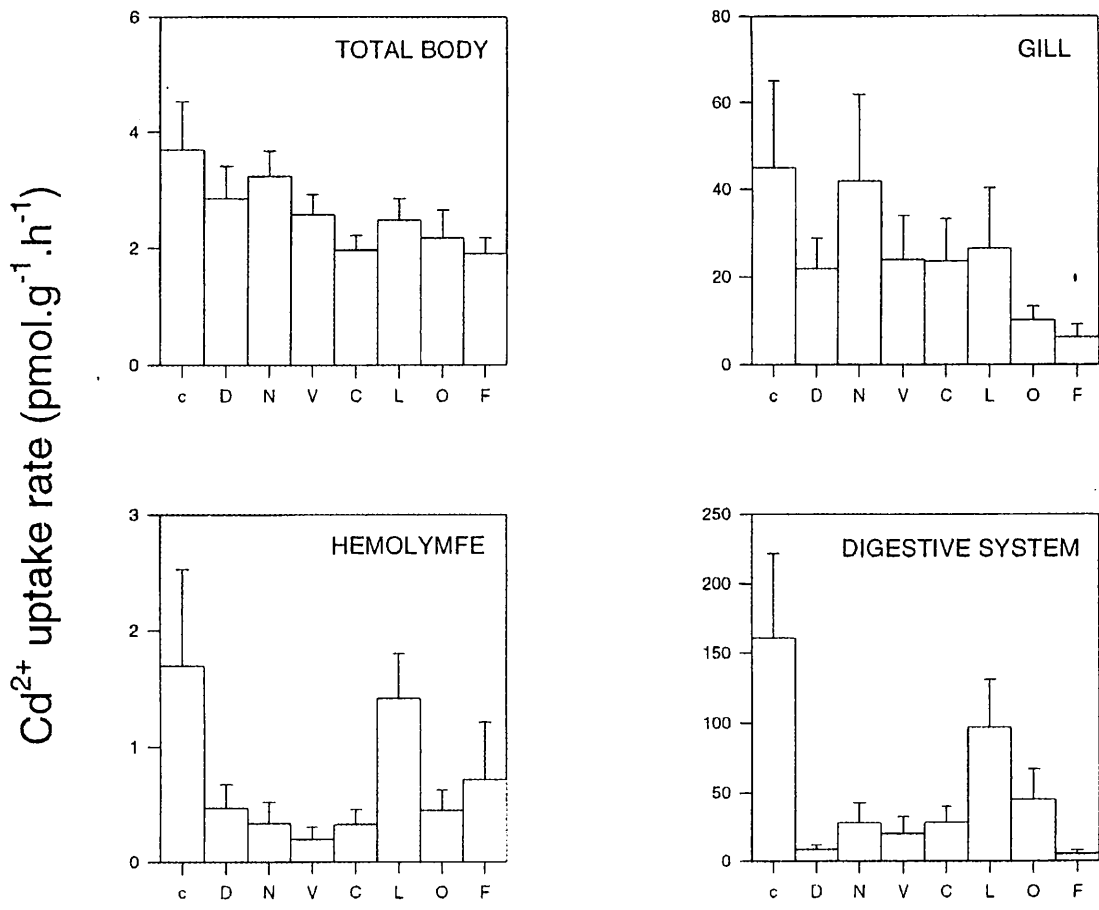 Cd2+ uptake rate (pmol.g-1.h-1)
TOTAL BODY
6
4
2
0
c D N V C L O F
GILL
80
60
40
20
0
c D N V C L O F
HEMOLYMFE
3
2
1
0
c D N V C L O F
DIGESTIVE SYSTEM
250
200
150
100
50
0
c D N V C L O F